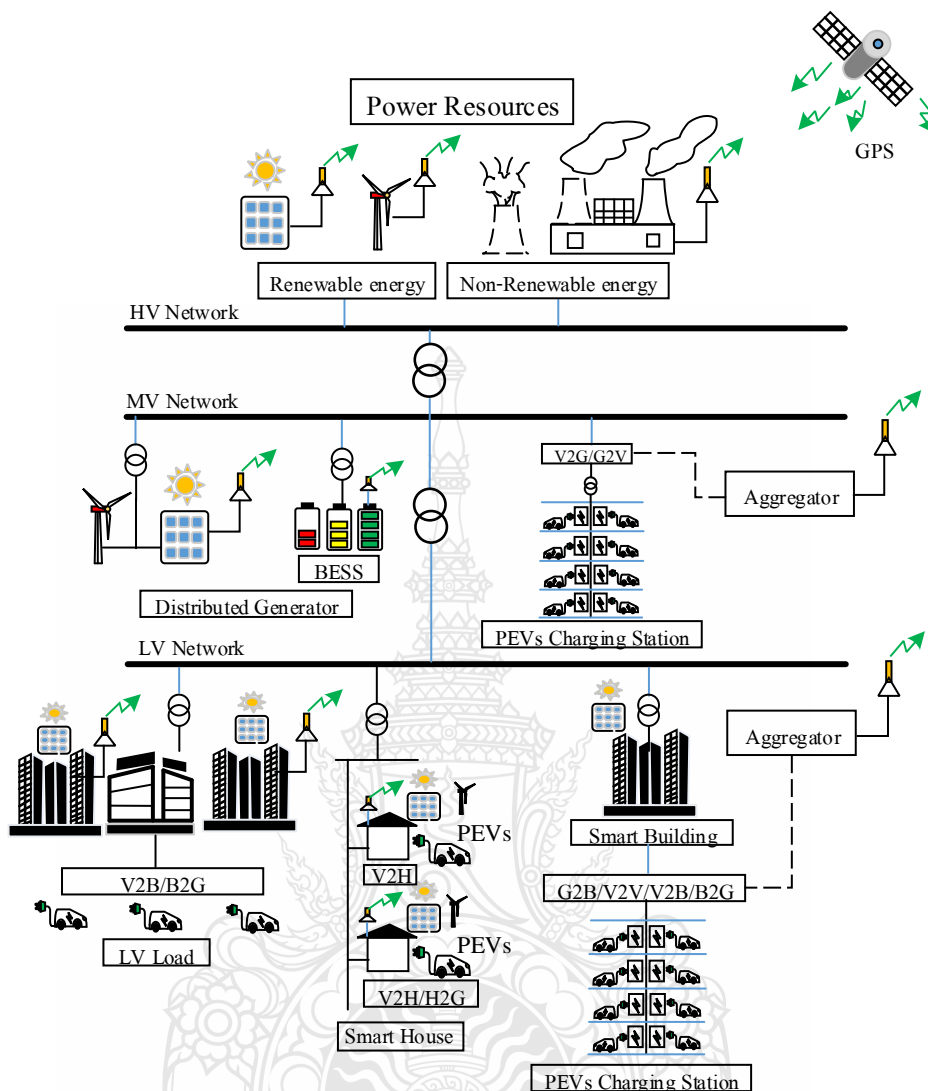 Power Resources
GPS
Renewable energy
Non-Renewable energy
HV Network
MV Network
V2G/G2V
Aggregator
BESS
Distributed Generator
PEVs Charging Station
LV Network
Aggregator
PEVs
Smart Building
V2H
V2B/B2G
G2B/V2V/V2B/B2G
PEVs
LV Load
V2H/H2G
Smart House
PEVs Charging Station